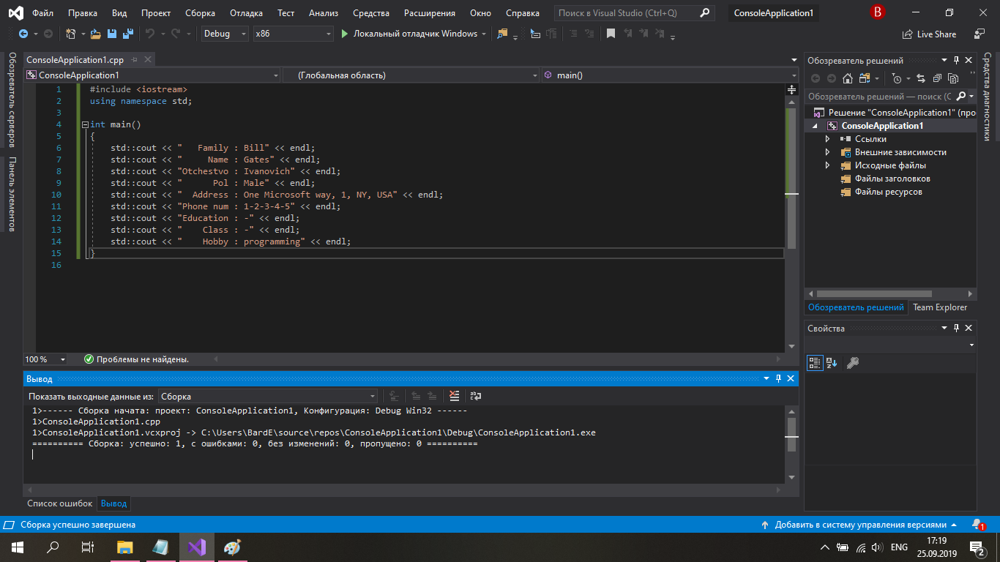 Файл Правка Вид Проект Сборка Отладка Тест Анализ Средства Расширения Окно Справка Поиск в Visual Studio (Ctrl+Q) ConsoleApplication1 B
Debug x86 Локальный отладчик Windows Live Share
Обозреватель серверов
Панель элементов
ConsoleApplication1.cpp
ConsoleApplication1 (Глобальная область) main()
1 #include <iostream>
2 using namespace std;
3
4 int main()
5 {
6 std::cout << "   Family : Bill" << endl;
7 std::cout << "     Name : Gates" << endl;
8 std::cout << "Otchestvo : Ivanovich" << endl;
9 std::cout << "      Pol : Male" << endl;
10 std::cout << "  Address : One Microsoft way, 1, NY, USA" << endl;
11 std::cout << "Phone num : 1-2-3-4-5" << endl;
12 std::cout << "Education : -" << endl;
13 std::cout << "    Class : -" << endl;
14 std::cout << "    Hobby : programming" << endl;
15 }
16
100 % Проблемы не найдены.
Вывод
Показать выходные данные из: Сборка
1>------ Сборка начата: проект: ConsoleApplication1, Конфигурация: Debug Win32 ------
1>ConsoleApplication1.cpp
1>ConsoleApplication1.vcxproj -> C:\Users\BardE\source\repos\ConsoleApplication1\Debug\ConsoleApplication1.exe
========== Сборка: успешно: 1, с ошибками: 0, без изменений: 0, пропущено: 0 ==========
Список ошибок Вывод
Обозреватель решений
Обозреватель решений — поиск (C
Решение "ConsoleApplication1" (про
ConsoleApplication1
Ссылки
Внешние зависимости
Исходные файлы
Файлы заголовков
Файлы ресурсов
Обозреватель решений Team Explorer
Свойства
Средства диагностики
Сборка успешно завершена Добавить в систему управления версиями 1
ENG 17:19
25.09.2019 2